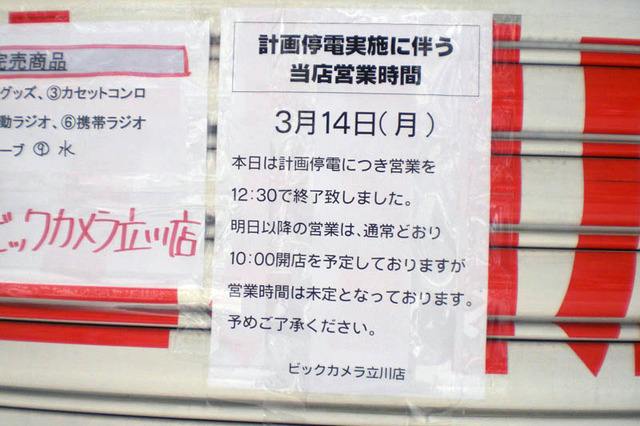 完売商品
グッズ、③カセットコンロ
動ラジオ、⑥携帯ラジオ
ーブ ⑨ 水
ビックカメラ立川店
計画停電実施に伴う
当店営業時間
3月14日(月)
本日は計画停電につき営業を
12:30で終了致しました。
明日以降の営業は、通常どおり
10:00開店を予定しておりますが
営業時間は未定となっております。
予めご了承ください。
ビックカメラ立川店